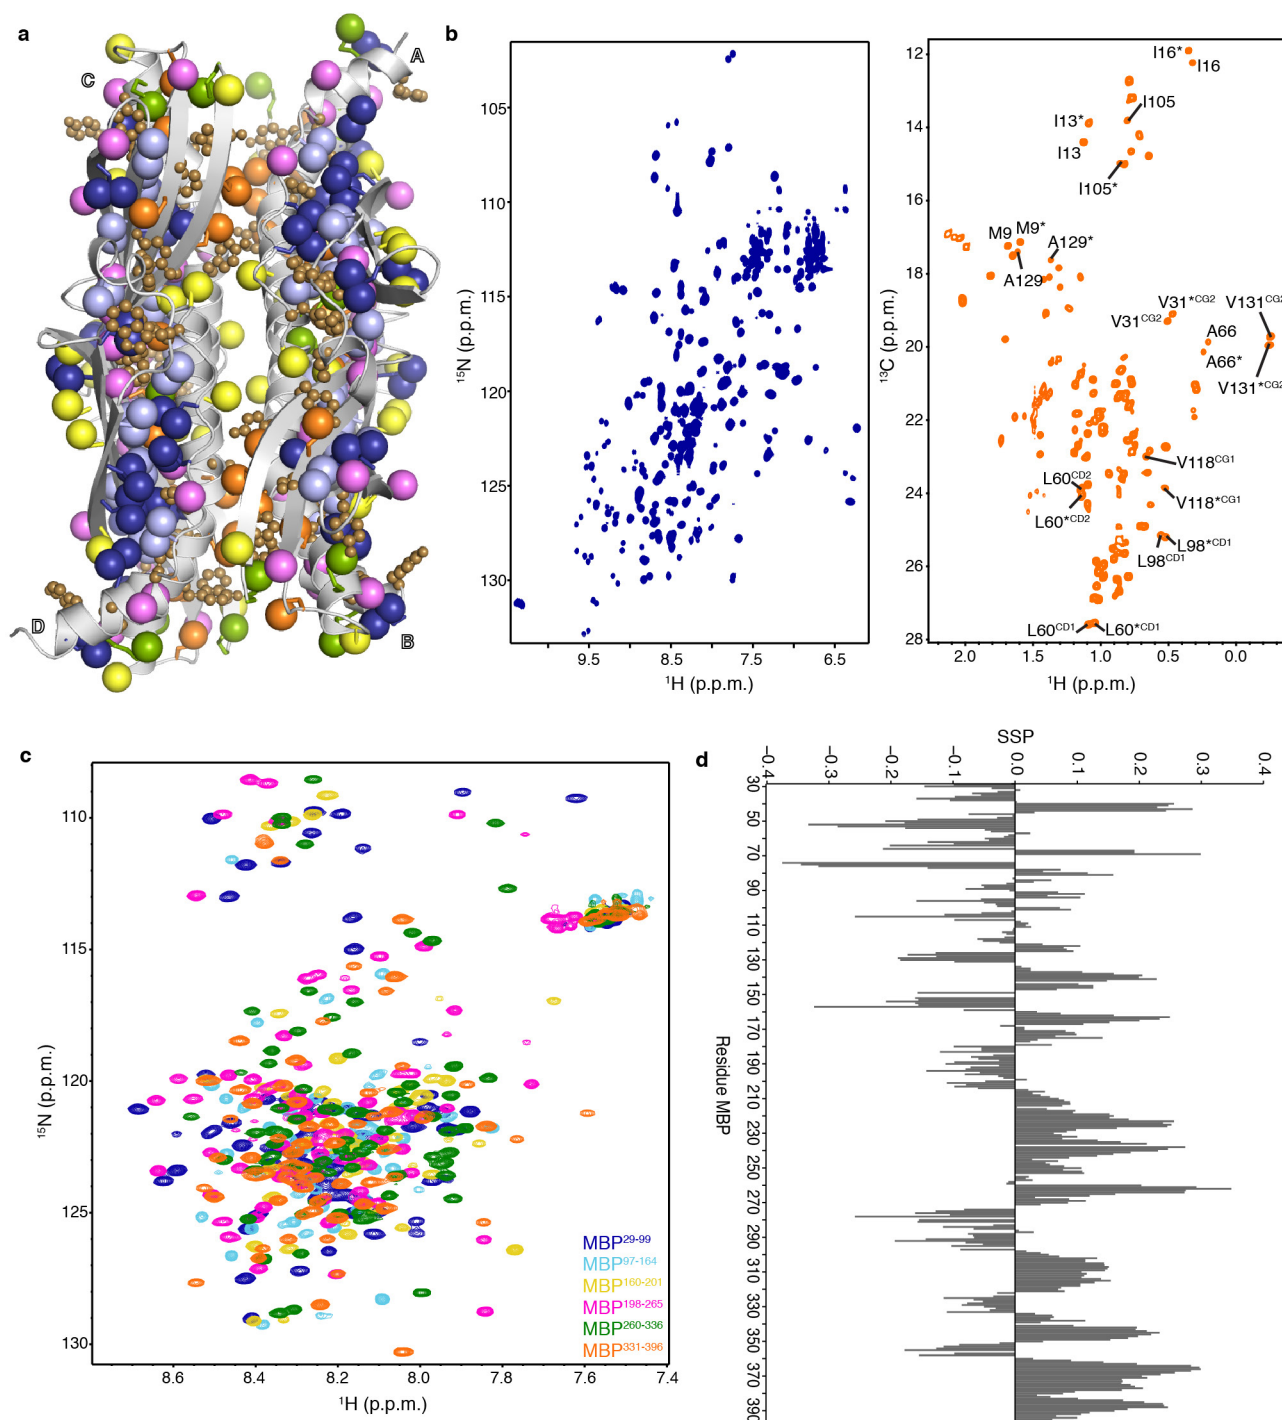 a
C
A
D
B
b
105
110
115
120
125
130
¹⁵N (p.p.m.)
9.5 8.5 7.5 6.5
¹H (p.p.m.)
12
14
16
18
20
22
24
26
28
¹³C (p.p.m.)
2.0 1.5 1.0 0.5 0.0
¹H (p.p.m.)
I16*
I16
I105
I13*
I13
I105*
M9
M9*
A129*
A129
V31*ᶜᴳ²
V31ᶜᴳ²
V131ᶜᴳ²
A66
A66*
V131*ᶜᴳ²
V118ᶜᴳ¹
L60ᶜᴰ²
V118*ᶜᴳ¹
L60*ᶜᴰ²
L98*ᶜᴰ¹
L98ᶜᴰ¹
L60ᶜᴰ¹
L60*ᶜᴰ¹
c
110
115
120
125
130
¹⁵N (p.p.m.)
MBP²⁹⁻⁹⁹
MBP⁹⁷⁻¹⁶⁴
MBP¹⁶⁰⁻²⁰¹
MBP¹⁹⁸⁻²⁶⁵
MBP²⁶⁰⁻³³⁶
MBP³³¹⁻³⁹⁶
8.6 8.4 8.2 8.0 7.8 7.6 7.4
¹H (p.p.m.)
d
SSP
−0.4 −0.3 −0.2 −0.1 0.0 0.1 0.2 0.3 0.4
30
50
70
90
110
130
150
170
190
210
230
250
270
290
310
330
350
370
390
Residue MBP